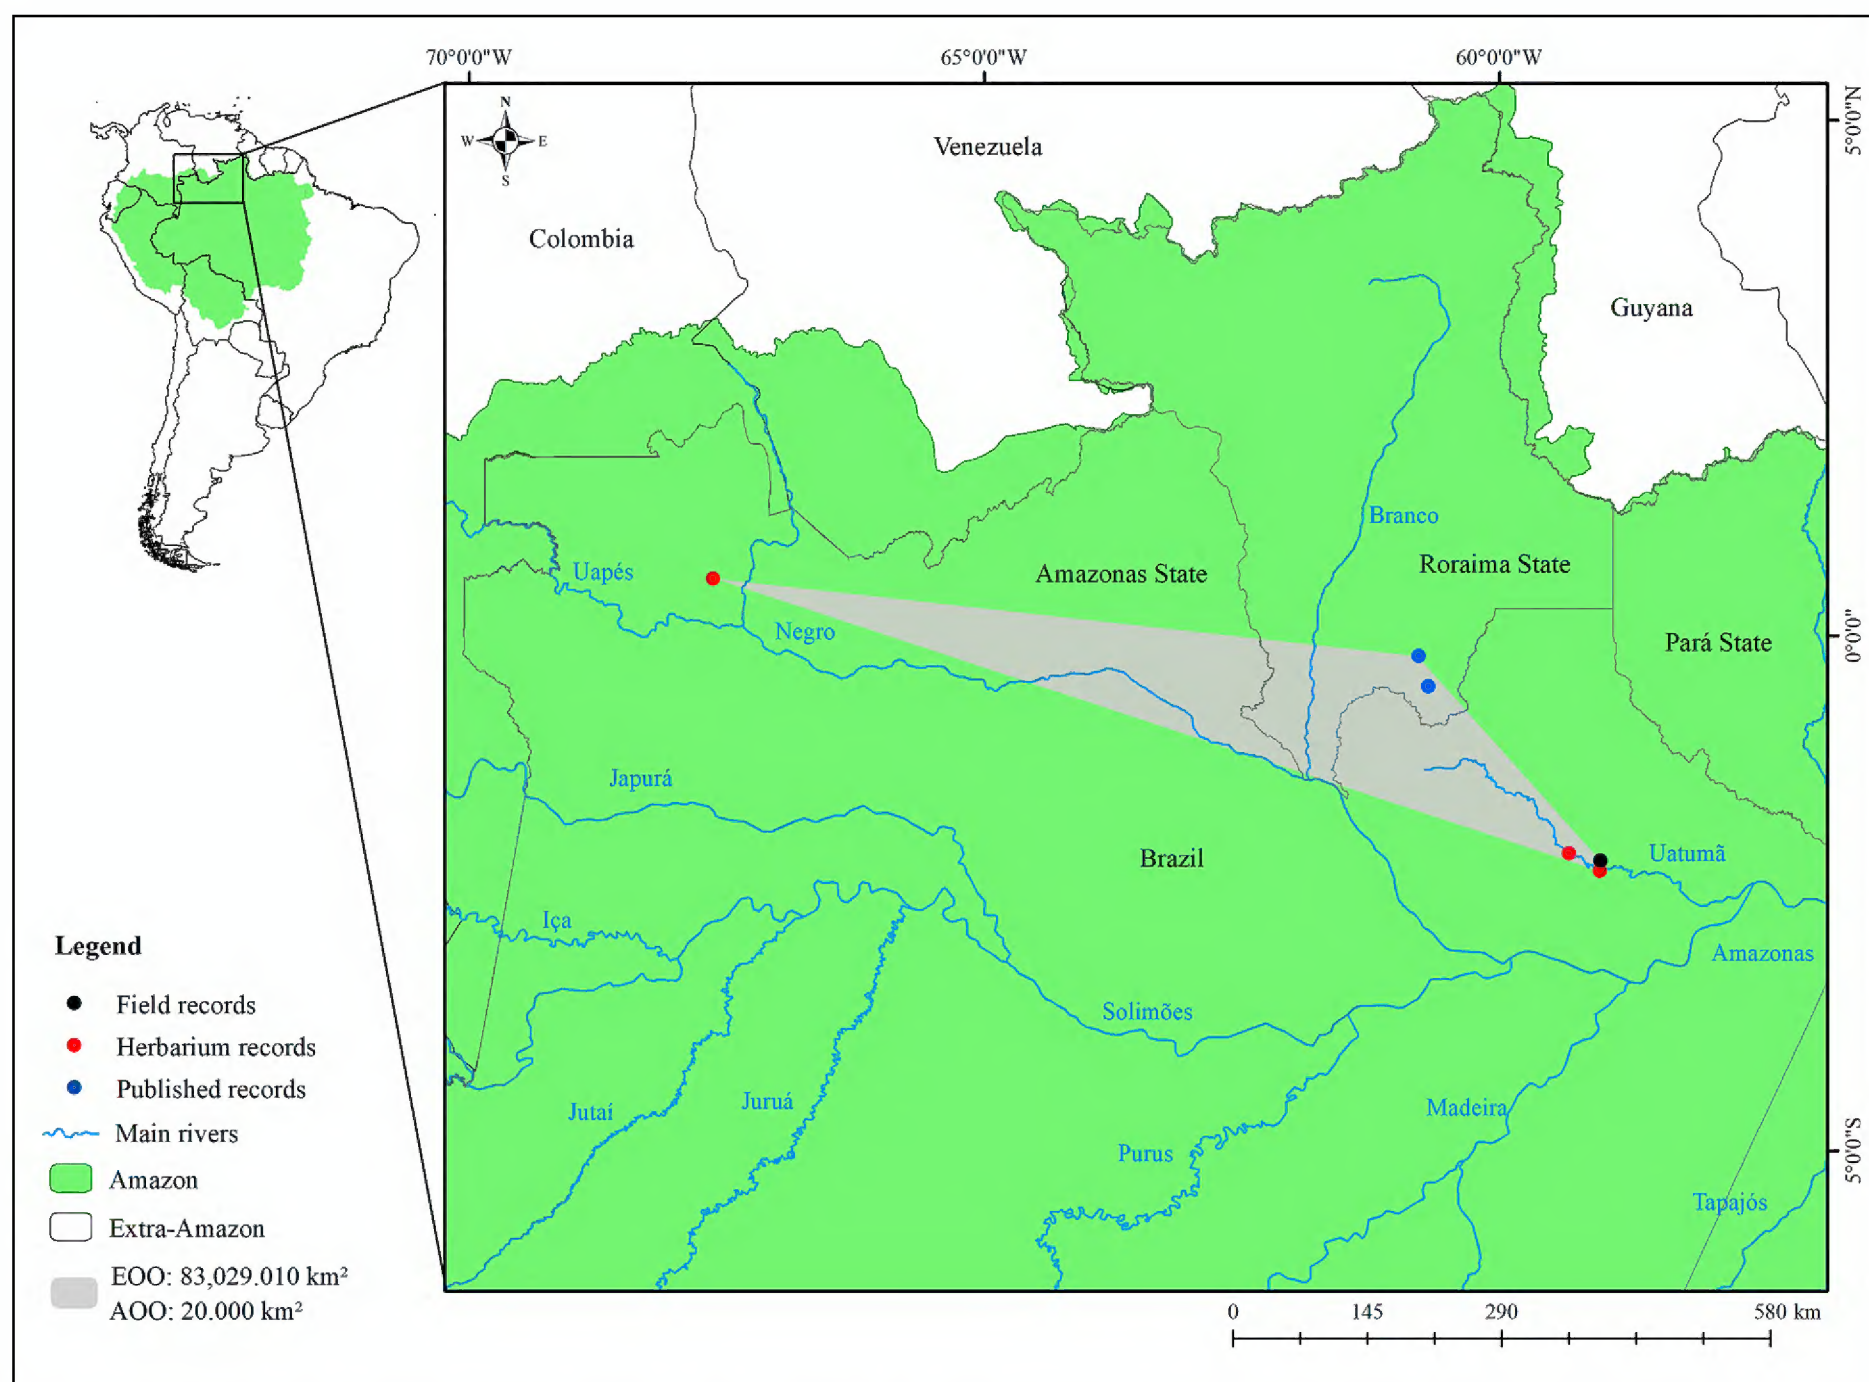 70°0'0"W
65°0'0"W
60°0'0"W
5°0'0"N
N
W
E
S
Venezuela
Colombia
Guyana
Branco
Roraima State
Uapés
Amazonas State
Negro
Pará State
0°0'0"
Japurá
Brazil
Uatumã
Iça
Amazonas
Solimões
Jutaí
Juruá
Madeira
Purus
5°0'0"S
Tapajós
Legend
Field records
Herbarium records
Published records
Main rivers
Amazon
Extra-Amazon
EOO: 83,029.010 km²
AOO: 20.000 km²
0 145 290 580 km